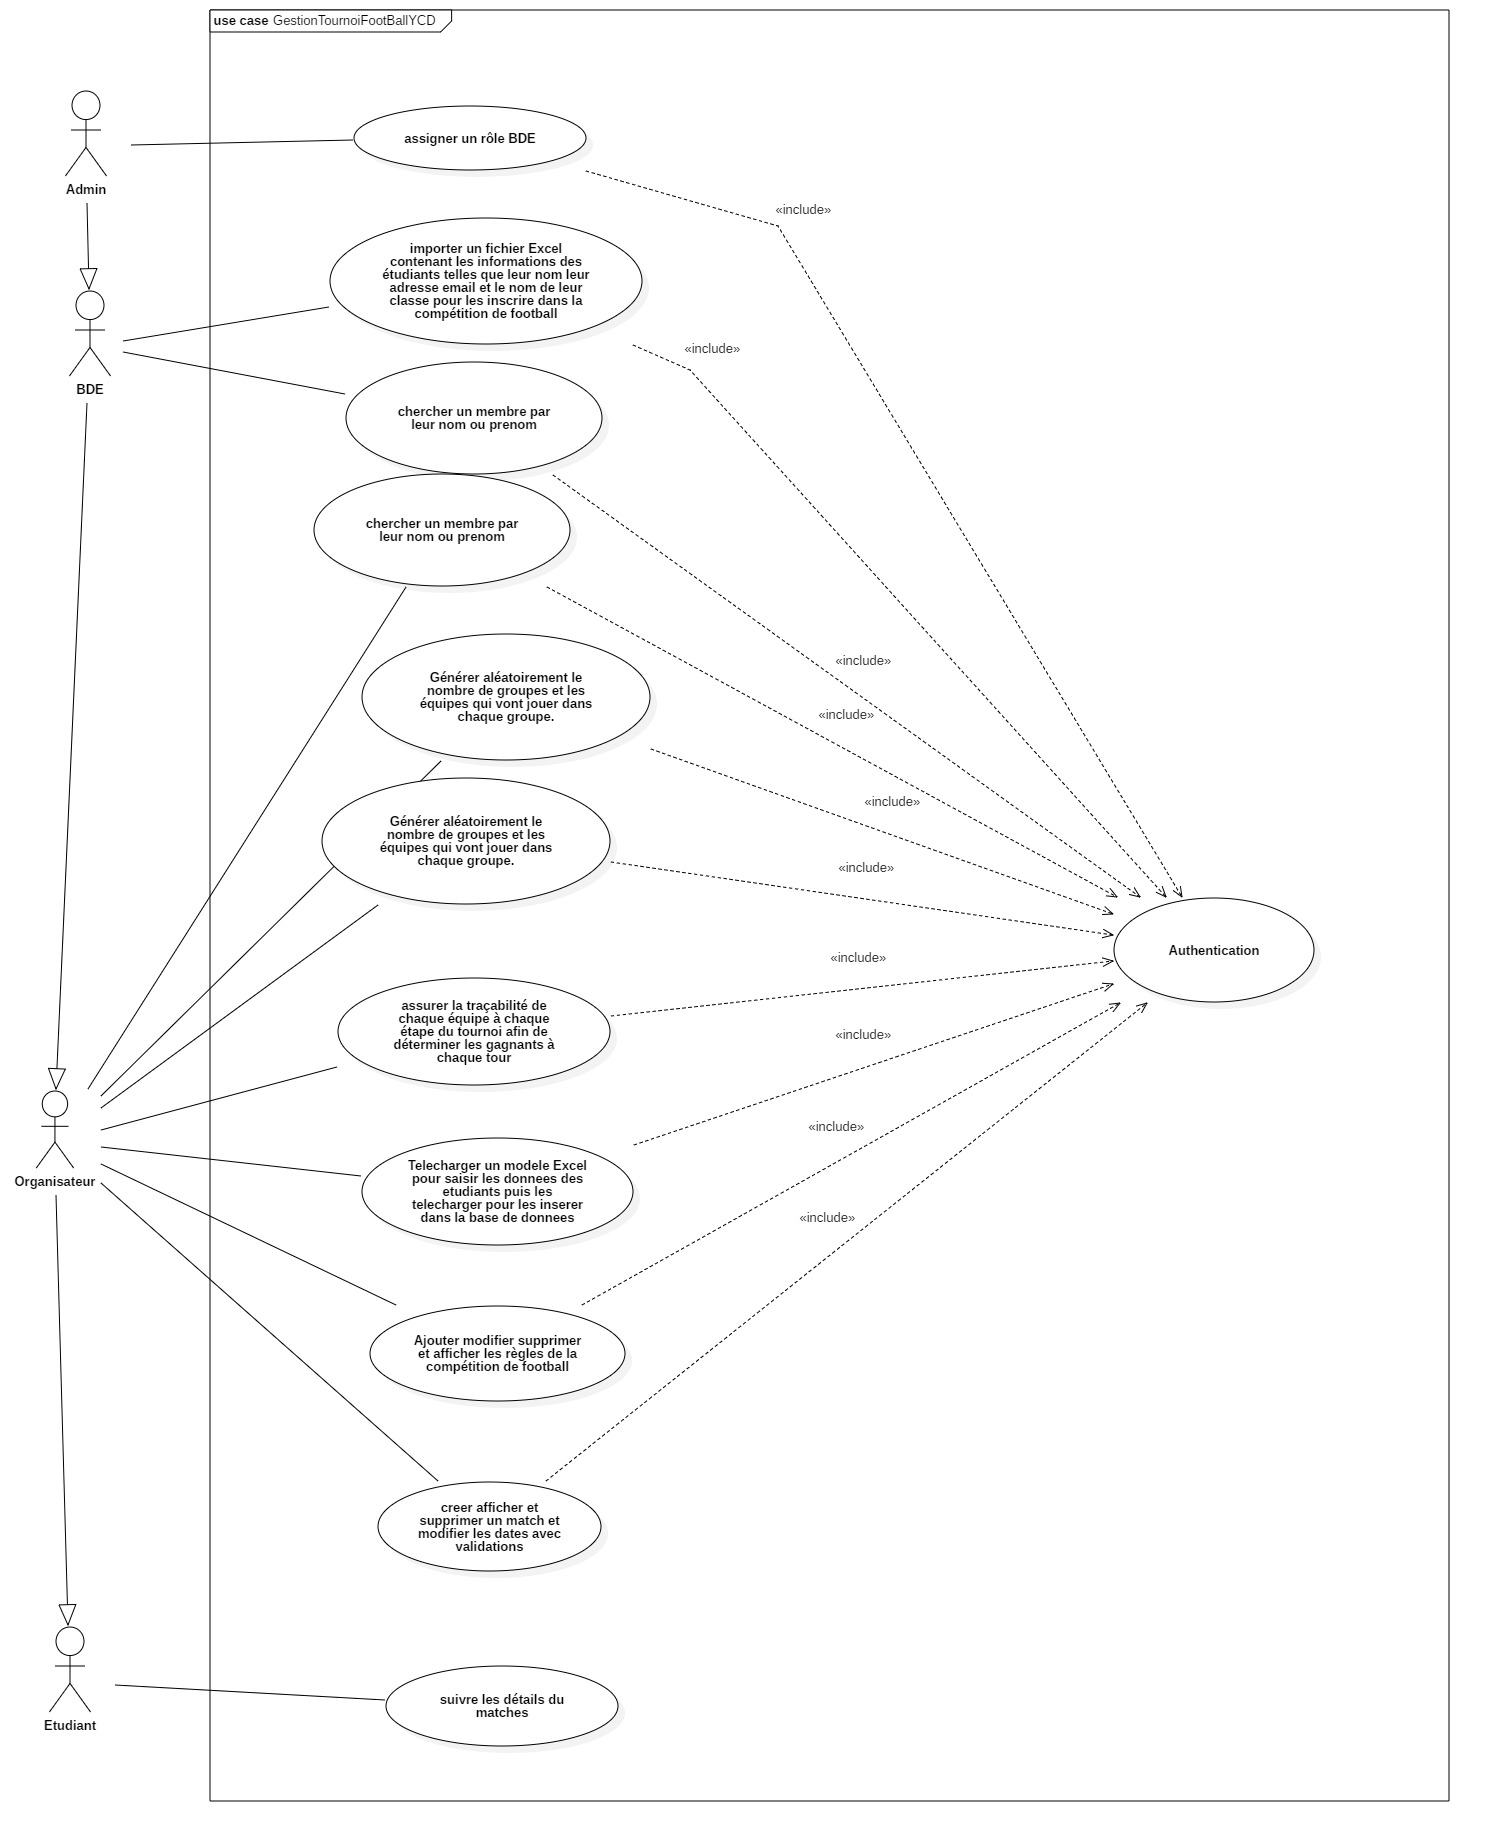 use case GestionTournoiFootBallYCD
Admin
assigner un rôle BDE
«include»
importer un fichier Excel
contenant les informations des
étudiants telles que leur nom leur
adresse email et le nom de leur
classe pour les inscrire dans la
compétition de football
«include»
BDE
chercher un membre par
leur nom ou prenom
chercher un membre par
leur nom ou prenom
«include»
«include»
Générer aléatoirement le
nombre de groupes et les
équipes qui vont jouer dans
chaque groupe.
«include»
Générer aléatoirement le
nombre de groupes et les
équipes qui vont jouer dans
chaque groupe.
«include»
Authentication
«include»
assurer la traçabilité de
chaque équipe à chaque
étape du tournoi afin de
déterminer les gagnants à
chaque tour
«include»
Organisateur
Telecharger un modele Excel
pour saisir les donnees des
etudiants puis les
telecharger pour les inserer
dans la base de donnees
«include»
«include»
Ajouter modifier supprimer
et afficher les règles de la
compétition de football
creer afficher et
supprimer un match et
modifier les dates avec
validations
Etudiant
suivre les détails du
matches